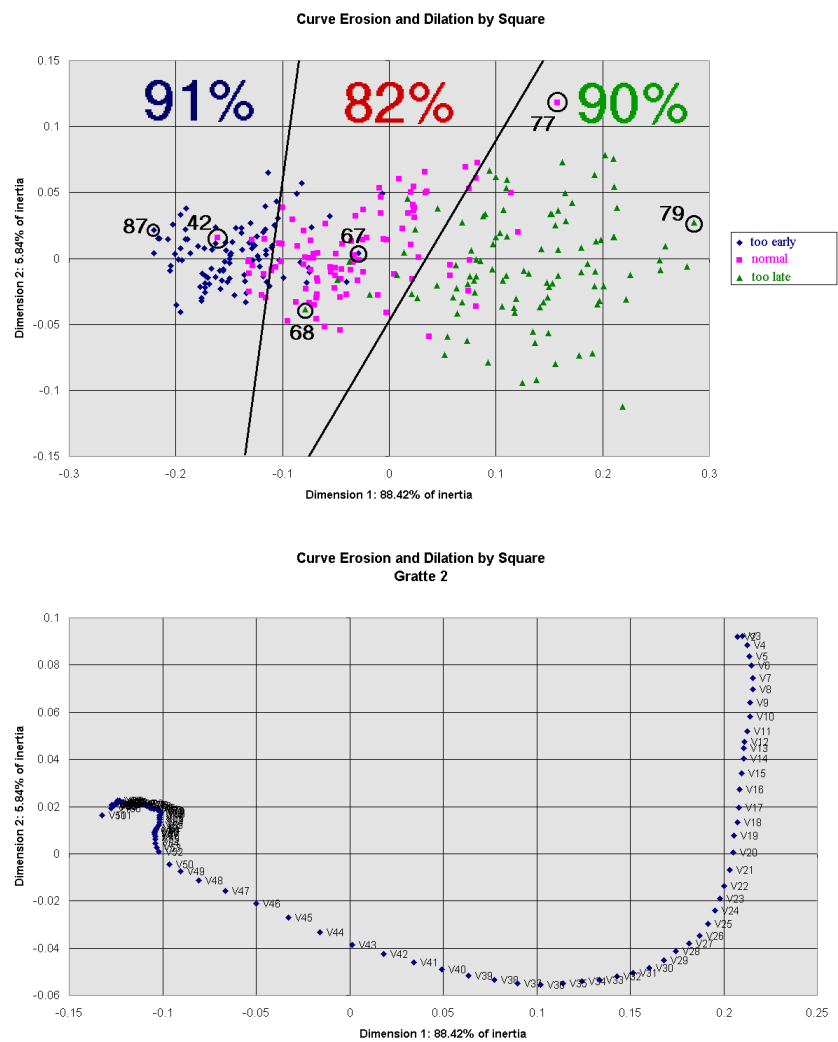 Curve Erosion and Dilation by Square
0.15
0.1
0.05
0
-0.05
-0.1
-0.15
Dimension 2: 5.84% of inertia
91%
82%
90%
77
87
42
67
79
68
-0.3
-0.2
-0.1
0
0.1
0.2
0.3
Dimension 1: 88.42% of inertia
too early
normal
too late
Curve Erosion and Dilation by Square
Gratte 2
0.1
0.08
0.06
0.04
0.02
0
-0.02
-0.04
-0.06
Dimension 2: 5.84% of inertia
V3
V4
V5
V6
V7
V8
V9
V10
V11
V12
V13
V14
V15
V16
V17
V18
V19
V20
V21
V22
V23
V24
V25
V26
V27
V28
V29
V30
V31
V32
V33
V34
V35
V36
V37
V38
V39
V40
V41
V42
V43
V44
V45
V46
V47
V48
V49
V50
-0.15
-0.1
-0.05
0
0.05
0.1
0.15
0.2
0.25
Dimension 1: 88.42% of inertia